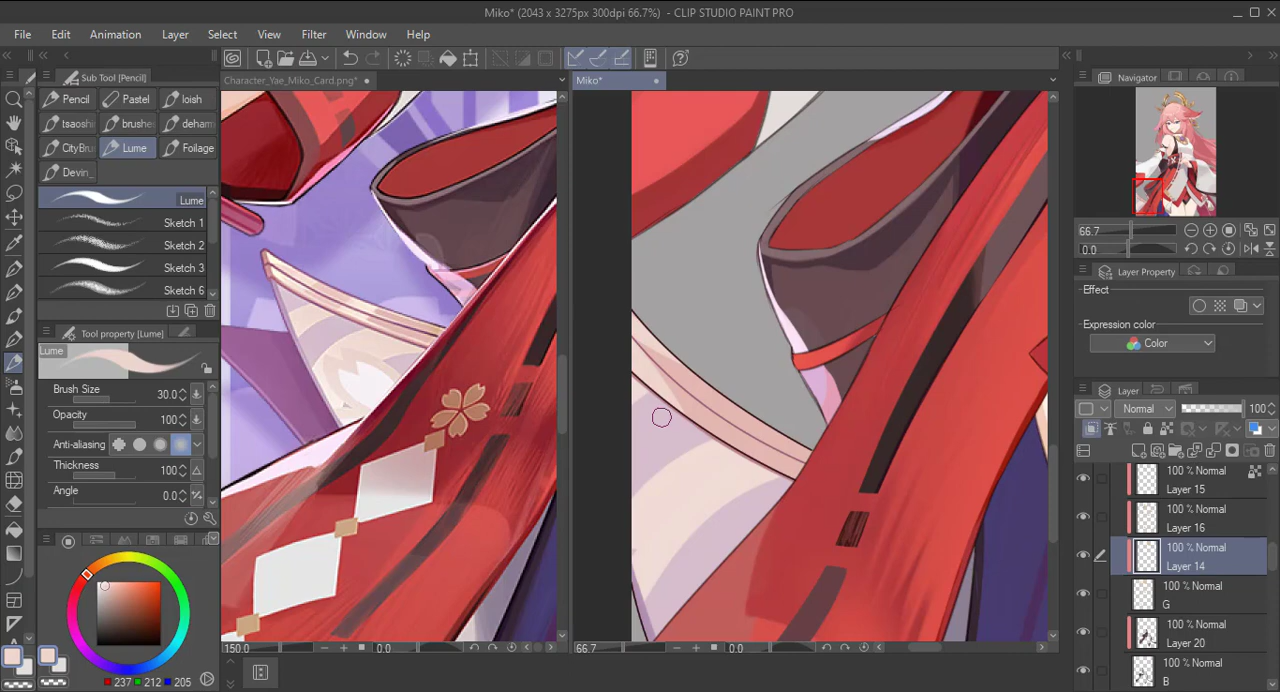 Miko* (2043 x 3275px 300dpi 66.7%) - CLIP STUDIO PAINT PRO
File Edit Animation Layer Select View Filter Window Help
Sub Tool [Pencil]
Pencil Pastel loish
tsaoshi brushe deham
CityBru Lume Foilage
Devin_
Lume
Sketch 1
Sketch 2
Sketch 3
Sketch 6
Tool property [Lume]
Lume
Brush Size 30.0
Opacity 100
Anti-aliasing
Thickness 100
Angle 0.0
237 212 205
Character_Yae_Miko_Card.png*
Miko*
150.0 0.0
66.7 0.0
Navigator
66.7
0.0
Layer Property
Effect
Expression color
Color
Layer
Normal 100
100 % Normal
Layer 15
100 % Normal
Layer 16
100 % Normal
Layer 14
100 % Normal
G
100 % Normal
Layer 20
100 % Normal
B